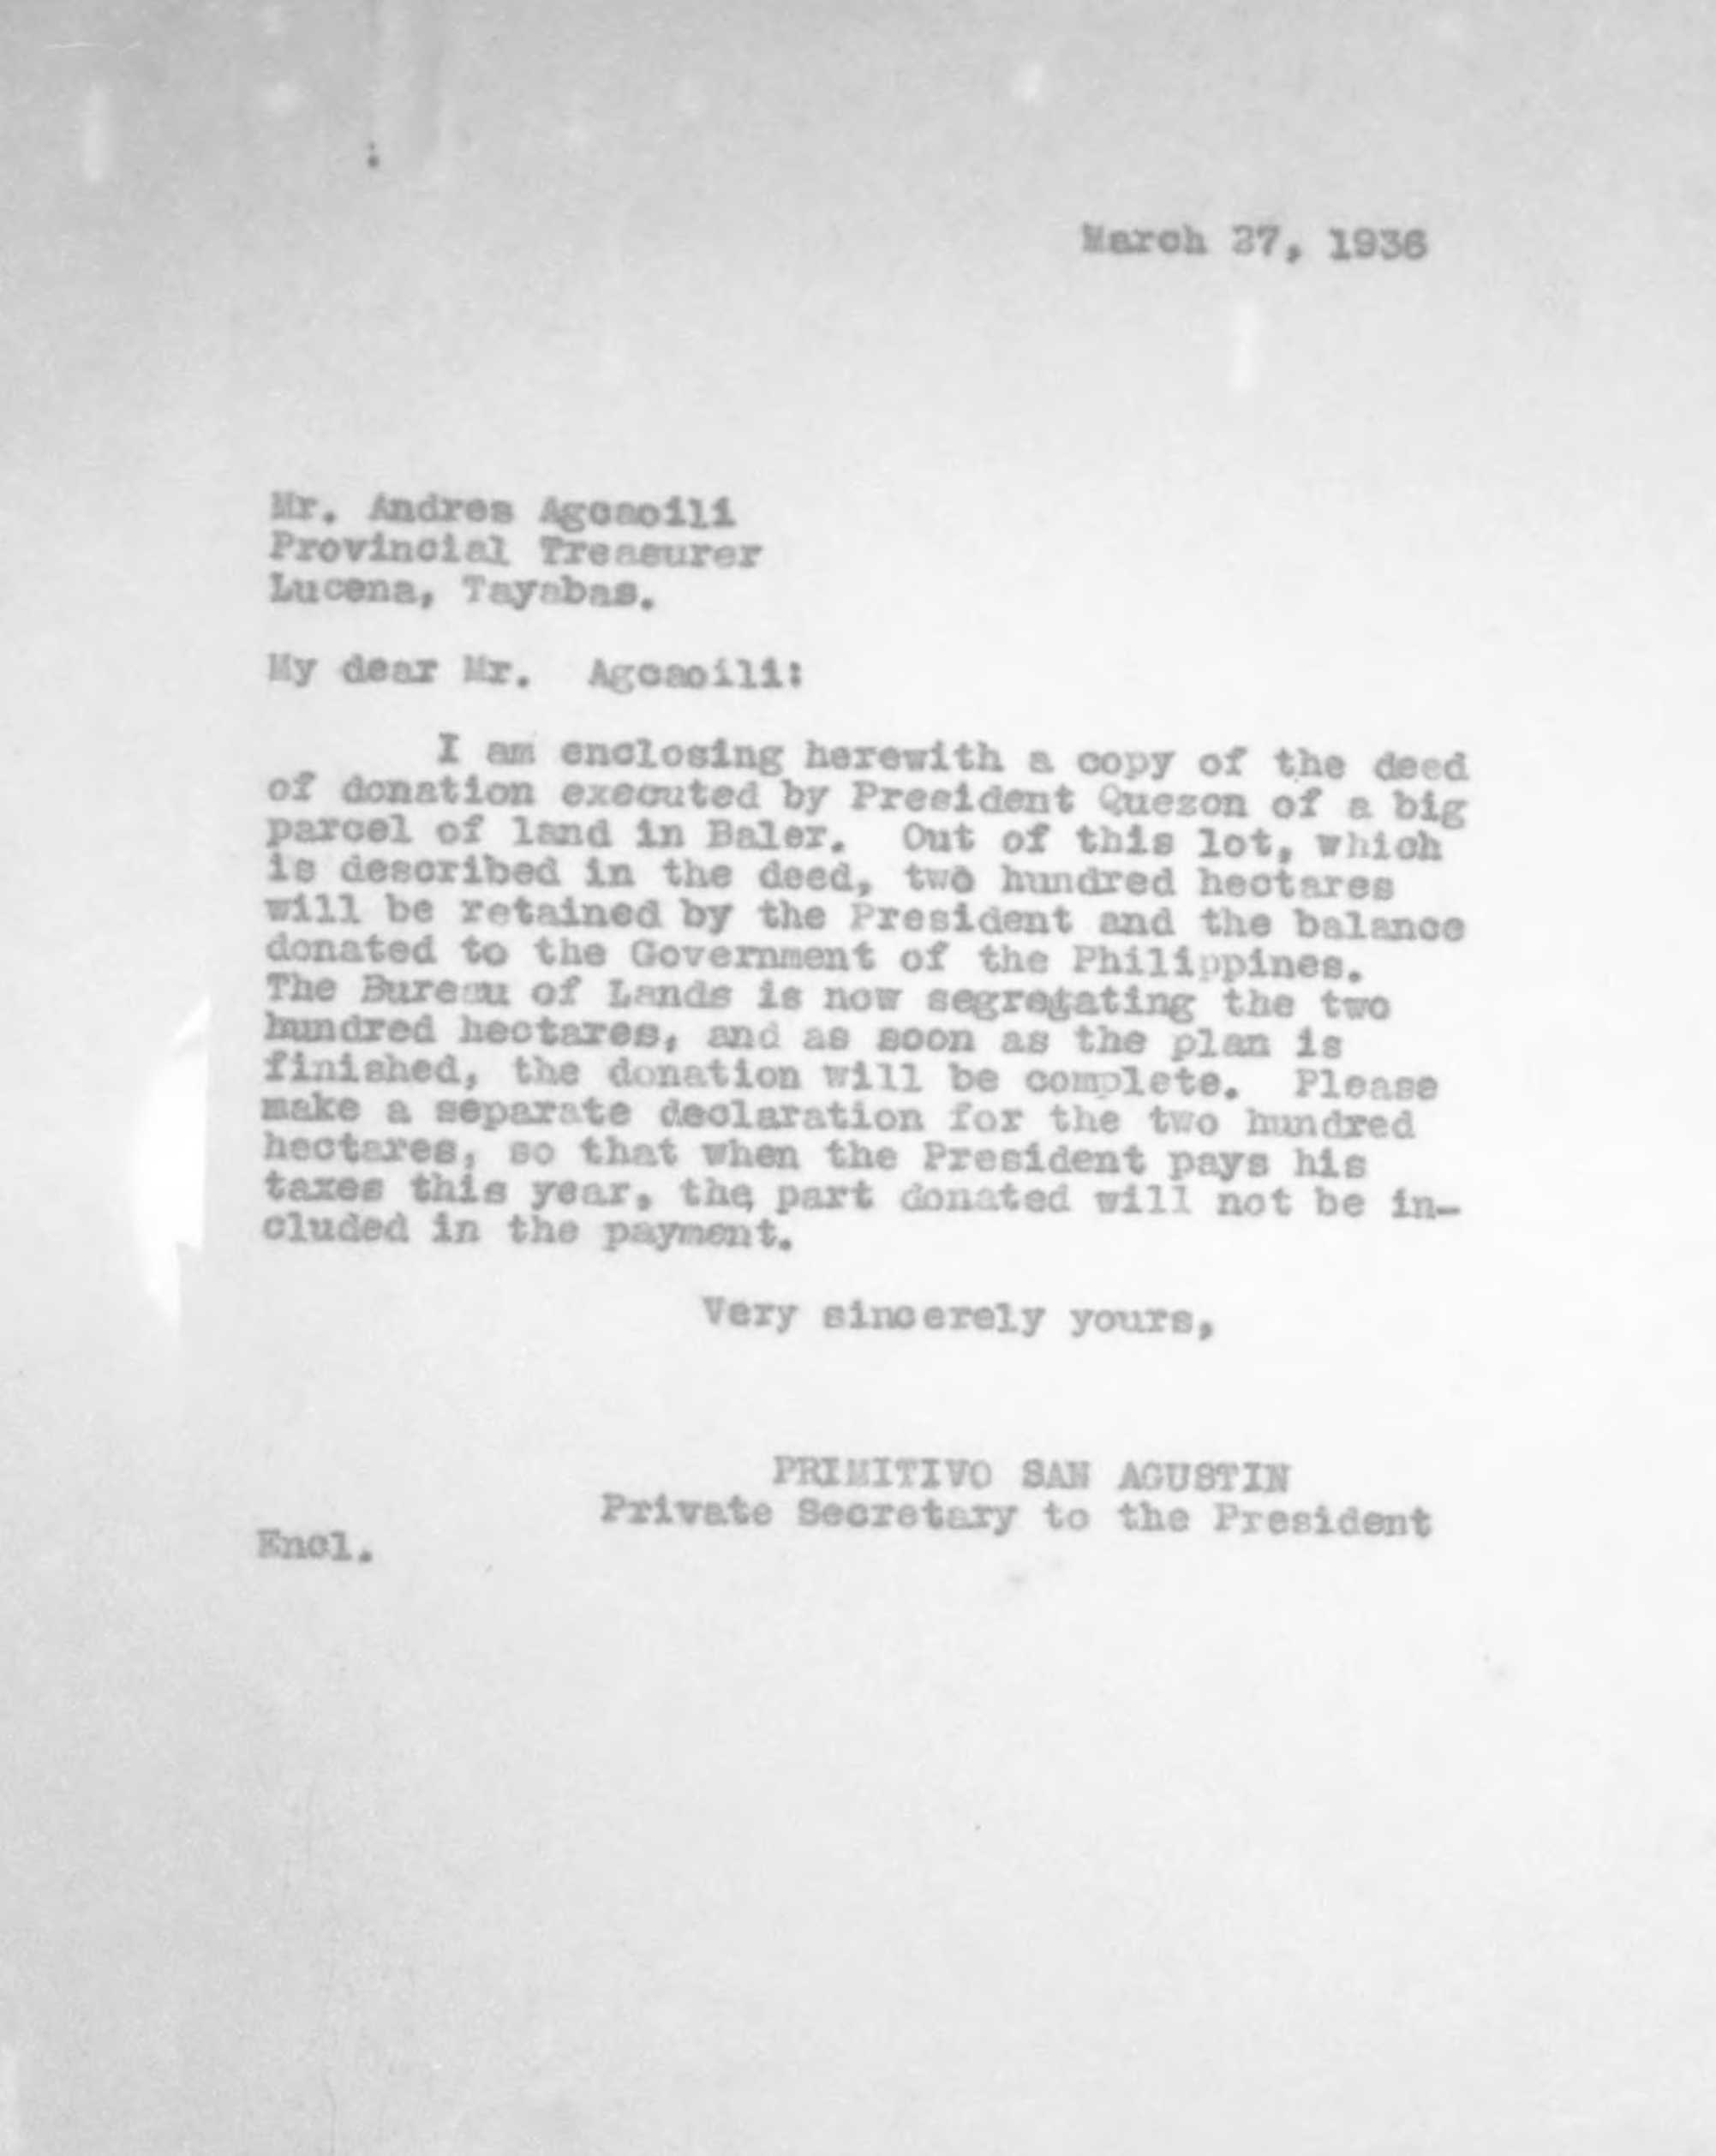 March 27, 1936
Mr. Andres Agcaoili
Provincial Treasurer
Lucena, Tayabas.
My dear Mr. Agcaoili:
I am enclosing herewith a copy of the deed
of donation executed by President Quezon of a big
parcel of land in Baler. Out of this lot, which
is described in the deed, two hundred hectares
will be retained by the President and the balance
donated to the Government of the Philippines.
The Bureau of Lands is now segregating the two
hundred hectares, and as soon as the plan is
finished, the donation will be complete. Please
make a separate declaration for the two hundred
hectares, so that when the President pays his
taxes this year, the part donated will not be in-
cluded in the payment.
Very sincerely yours,
PRIMITIVO SAN AGUSTIN
Private Secretary to the President
Encl.